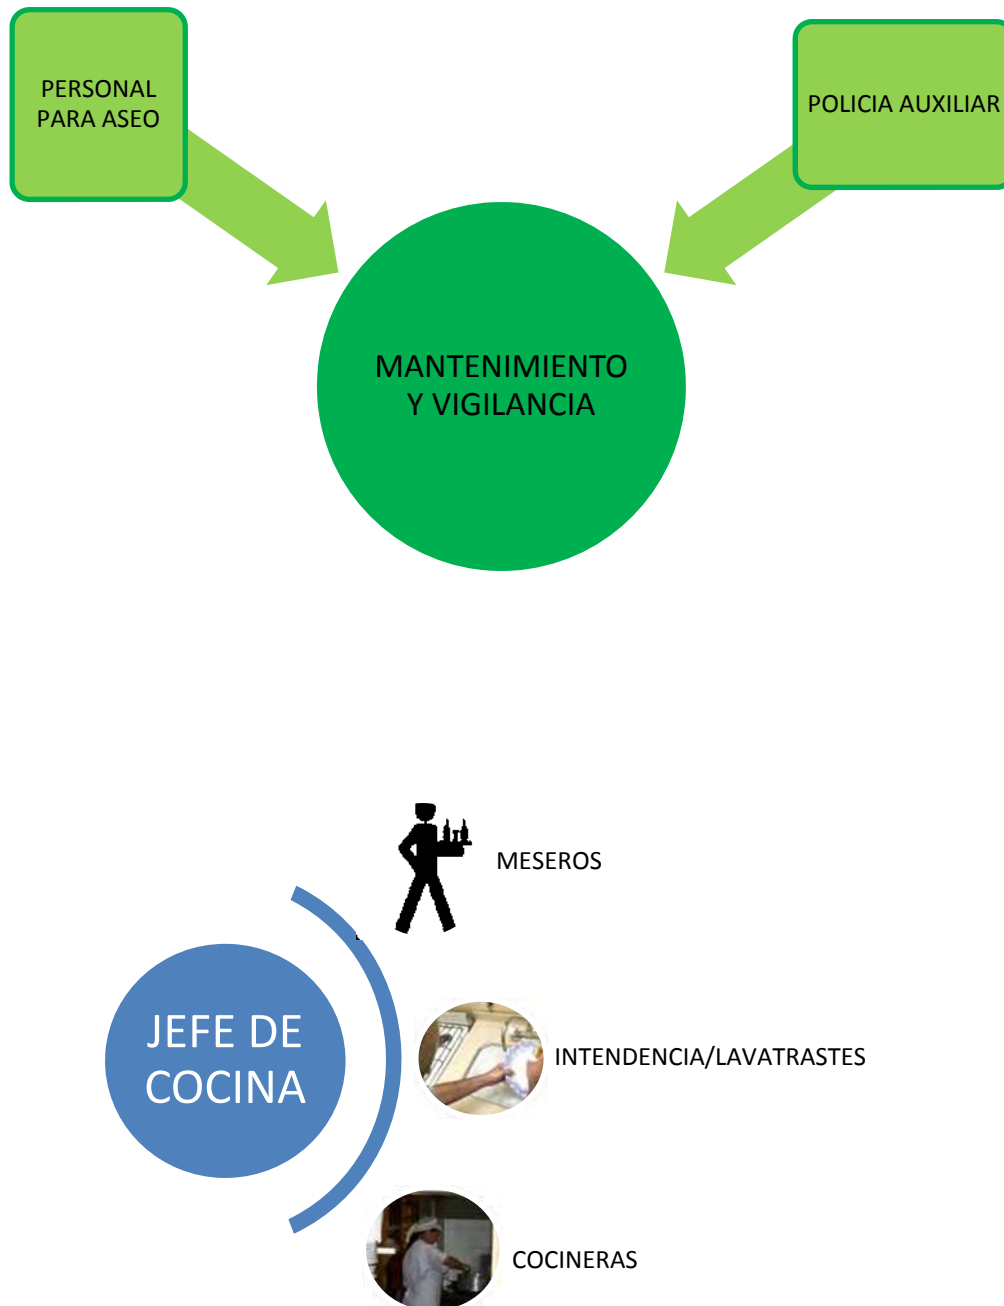 PERSONAL
PARA ASEO
POLICIA AUXILIAR
MANTENIMIENTO
Y VIGILANCIA
MESEROS
JEFE DE
COCINA
INTENDENCIA/LAVATRASTES
COCINERAS